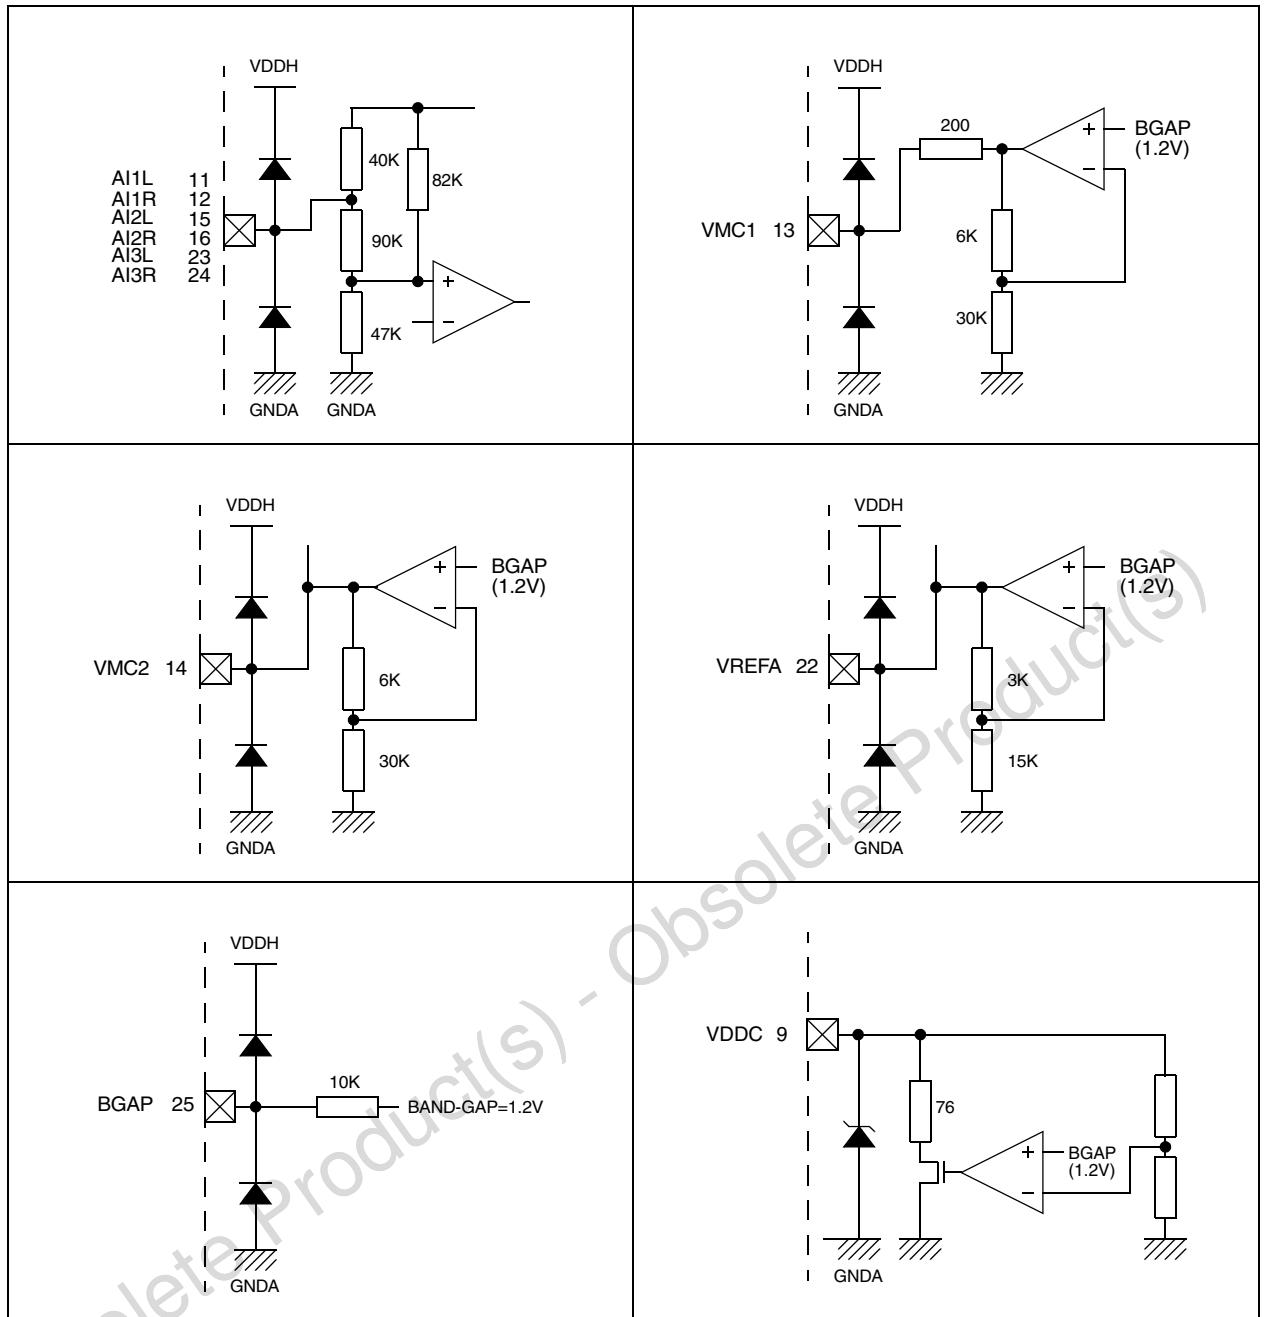 VDDH
40K
82K
AI1L 11
AI1R 12
AI2L 15
AI2R 16
AI3L 23
AI3R 24
90K
+
−
47K
GNDA GNDA
VDDH
200
+
BGAP
(1.2V)
−
VMC1 13
6K
30K
GNDA
VDDH
+
BGAP
(1.2V)
−
VMC2 14
6K
30K
GNDA
VDDH
+
BGAP
(1.2V)
−
VREFA 22
3K
15K
GNDA
VDDH
10K
BGAP 25
BAND-GAP=1.2V
GNDA
VDDC 9
76
+
BGAP
(1.2V)
−
GNDA
olete Product(s) - Obsolete Product(s)